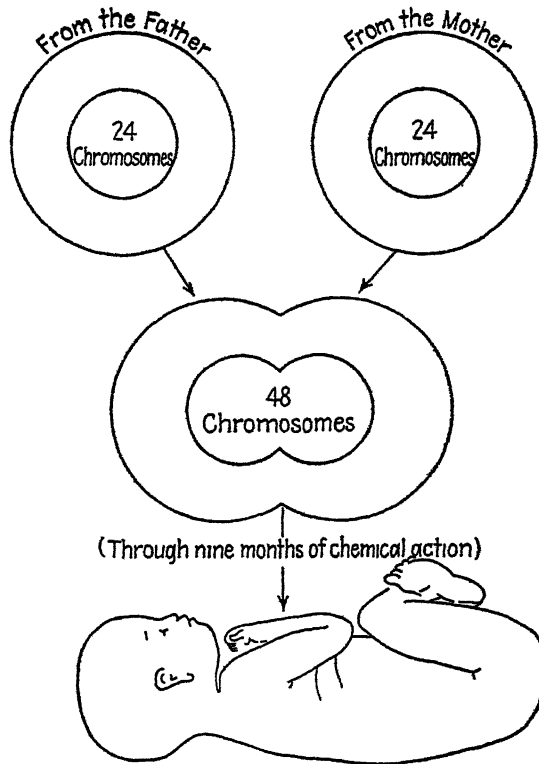 From the Father
From the Mother
24
Chromosomes
24
Chromosomes
48
Chromosomes
(Through nine months of chemical action)